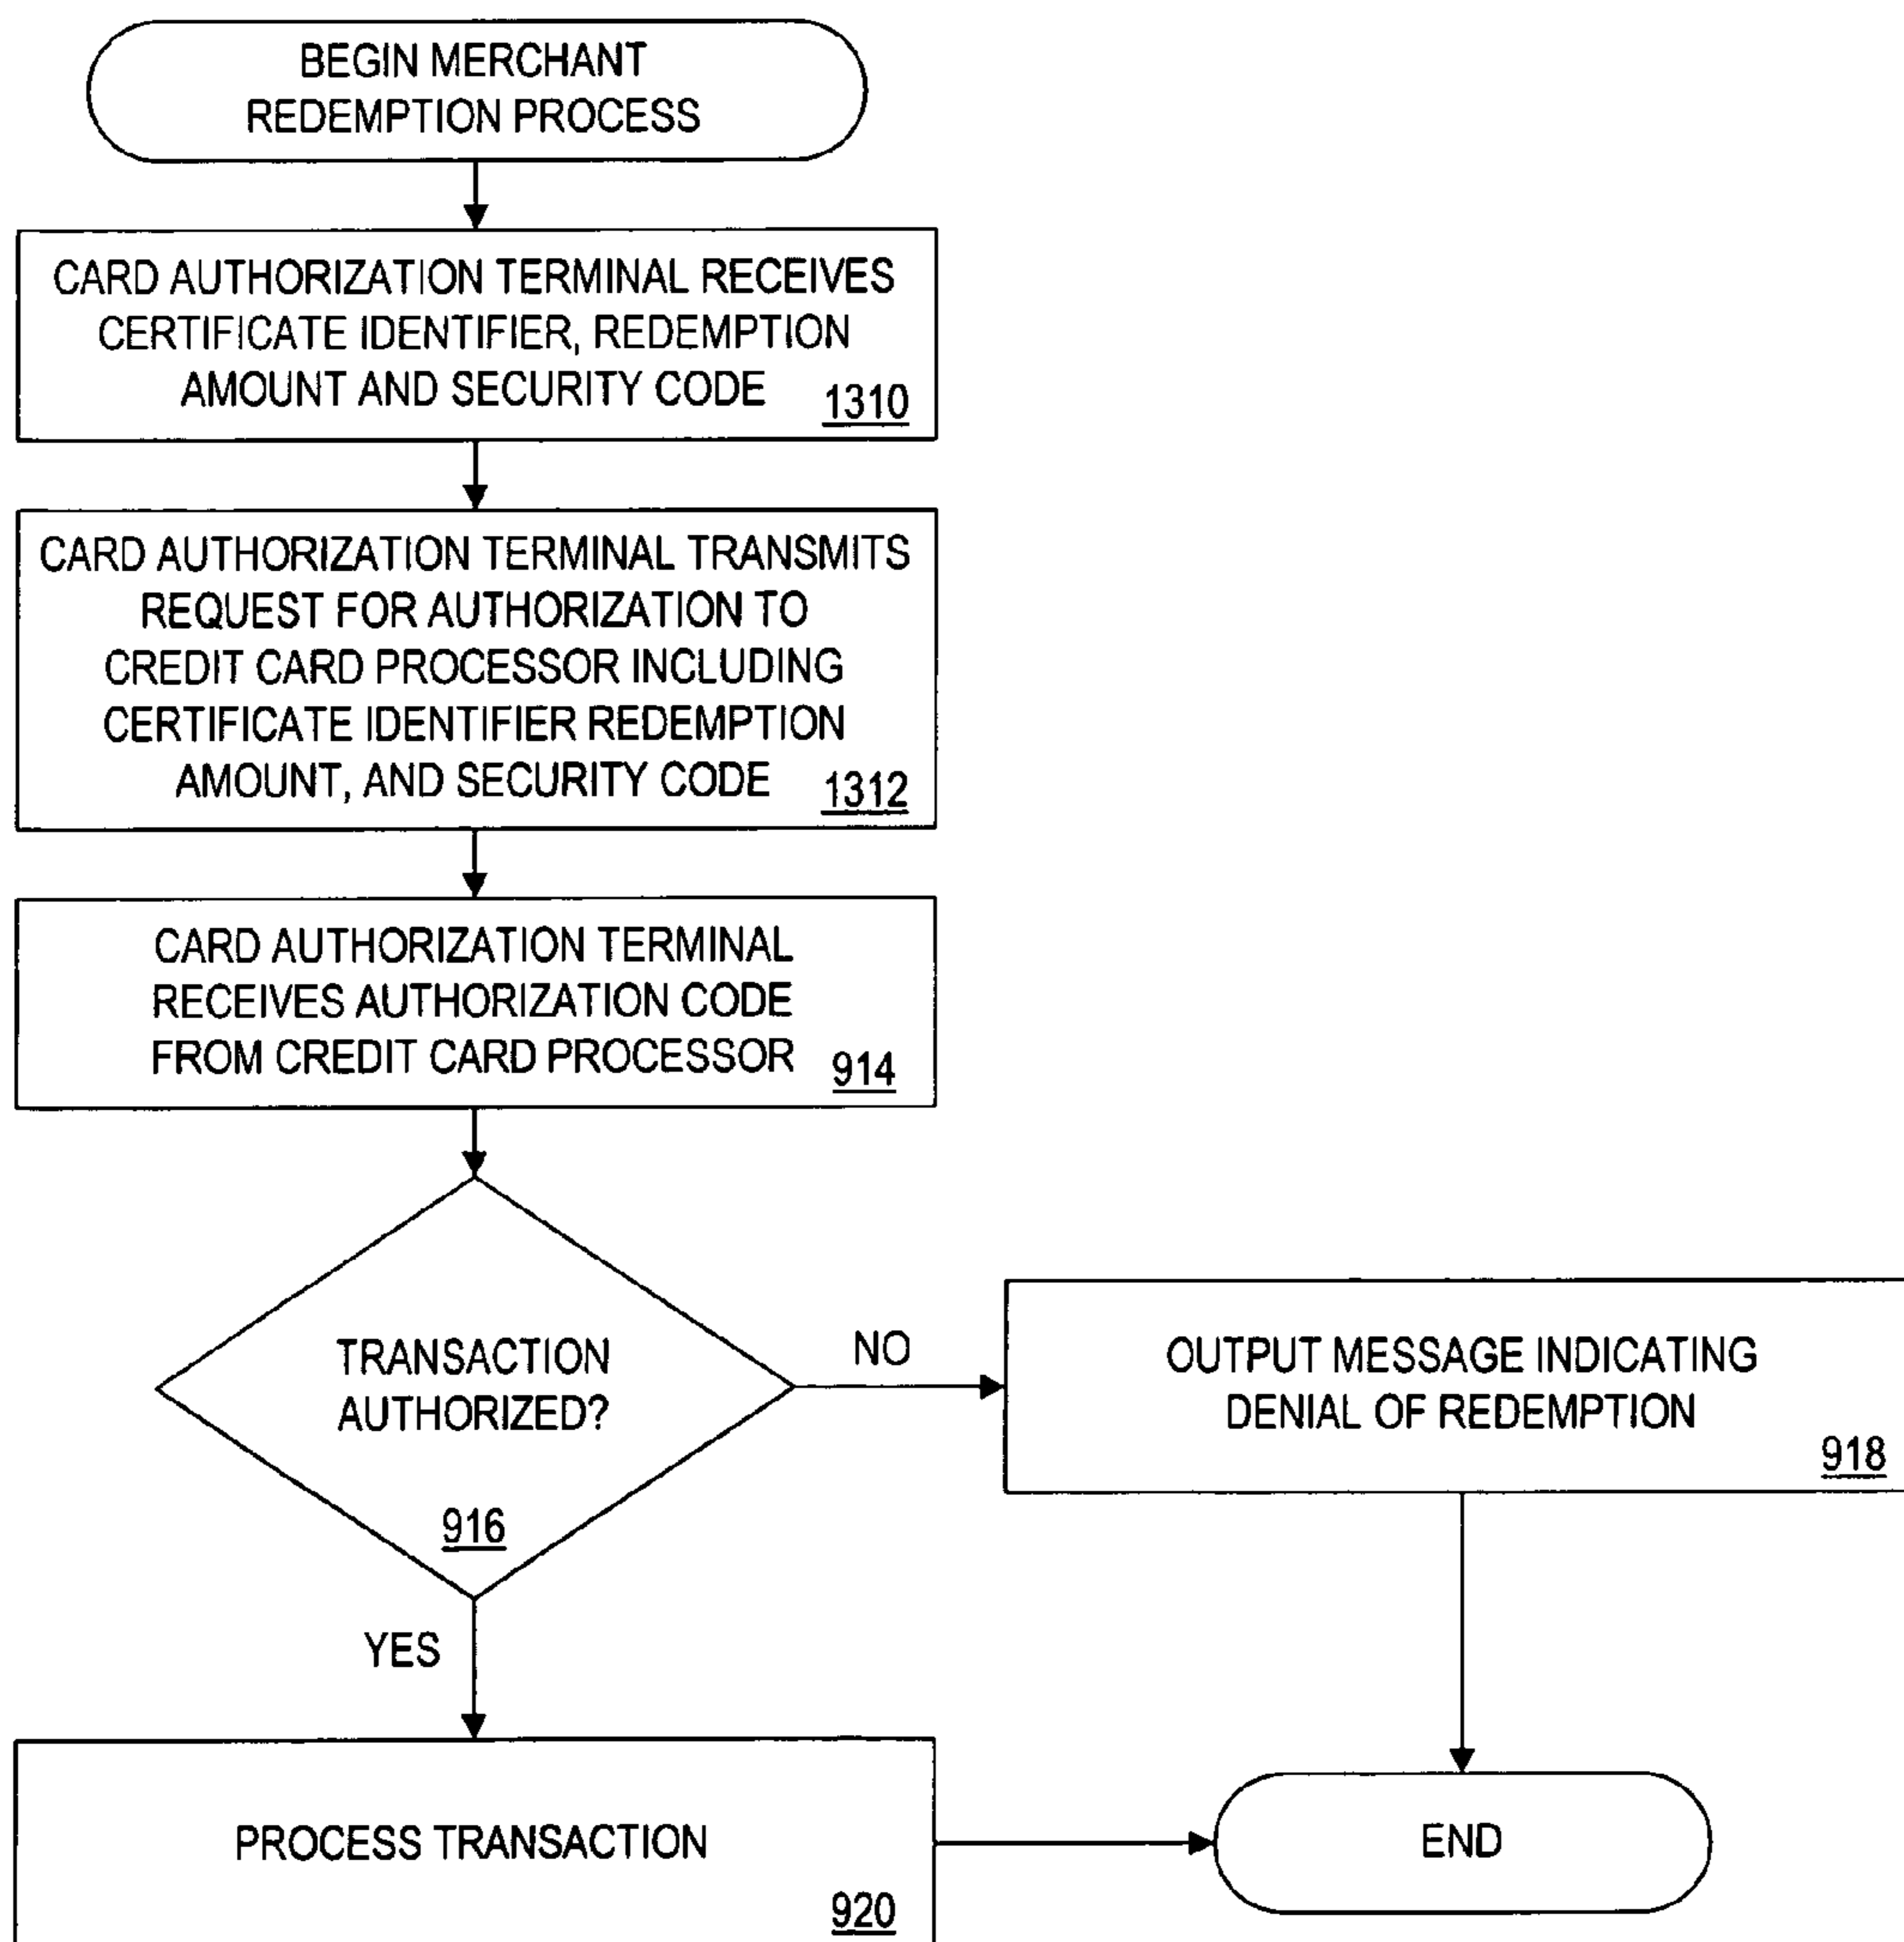 BEGIN MERCHANT
REDEMPTION PROCESS
CARD AUTHORIZATION TERMINAL RECEIVES
CERTIFICATE IDENTIFIER, REDEMPTION
AMOUNT AND SECURITY CODE
1310
CARD AUTHORIZATION TERMINAL TRANSMITS
REQUEST FOR AUTHORIZATION TO
CREDIT CARD PROCESSOR INCLUDING
CERTIFICATE IDENTIFIER REDEMPTION
AMOUNT, AND SECURITY CODE
1312
CARD AUTHORIZATION TERMINAL
RECEIVES AUTHORIZATION CODE
FROM CREDIT CARD PROCESSOR
914
TRANSACTION
AUTHORIZED?
916
NO
OUTPUT MESSAGE INDICATING
DENIAL OF REDEMPTION
918
YES
PROCESS TRANSACTION
920
END